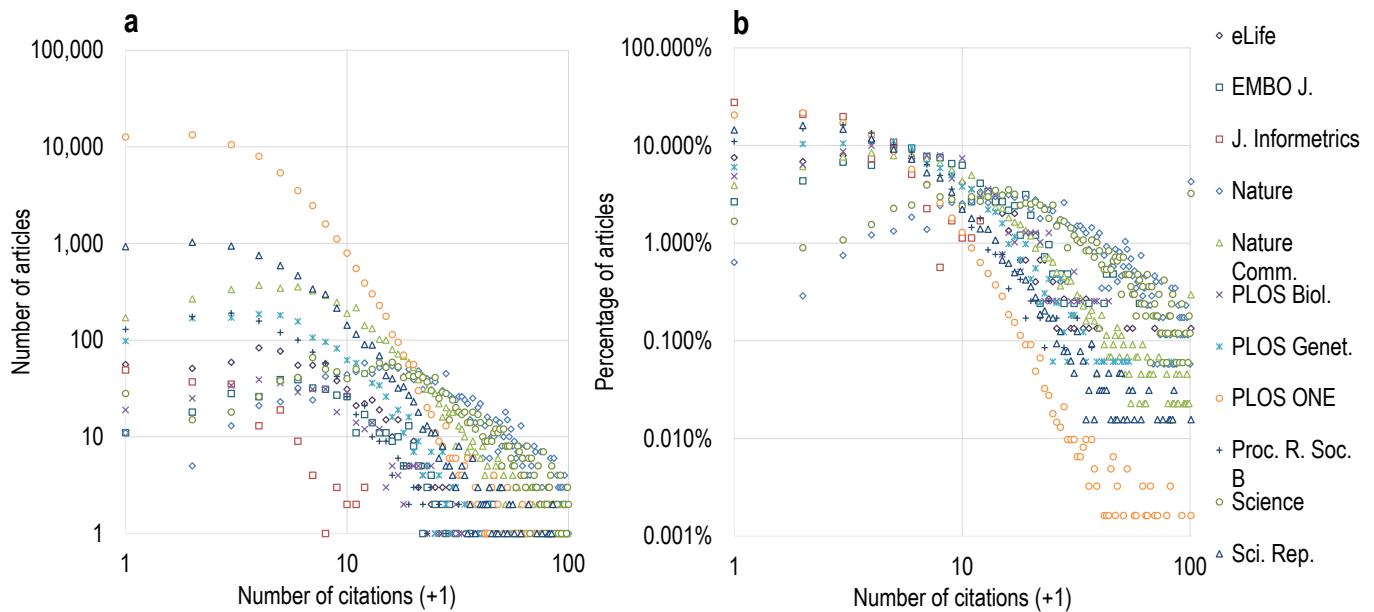 a
100,000
10,000
1,000
100
10
1
1
10
100
Number of articles
Number of citations (+1)
b
100.000%
10.000%
1.000%
0.100%
0.010%
0.001%
1
10
100
Percentage of articles
Number of citations (+1)
eLife
EMBO J.
J. Informetrics
Nature
Nature
Comm.
PLOS Biol.
PLOS Genet.
PLOS ONE
Proc. R. Soc.
B
Science
Sci. Rep.